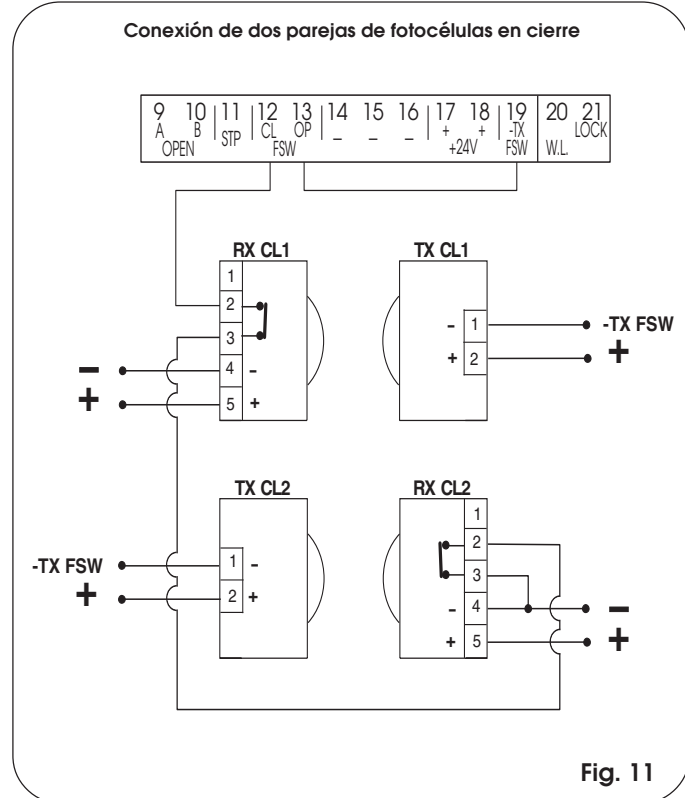 Conexión de dos parejas de fotocélulas en cierre
9 10 11 12 13 14 15 16 17 18 19 20 21
A B STP CL OP _ _ _ + + -TX LOCK
OPEN FSW +24V FSW W.L.
RX CL1 TX CL1
1
2
3
- 4 -
+ 5 +
- 1 -TX FSW
+ 2 +
TX CL2 RX CL2
-TX FSW 1 -
+ 2 +
1
2
3
- 4 -
+ 5 +
Fig. 11